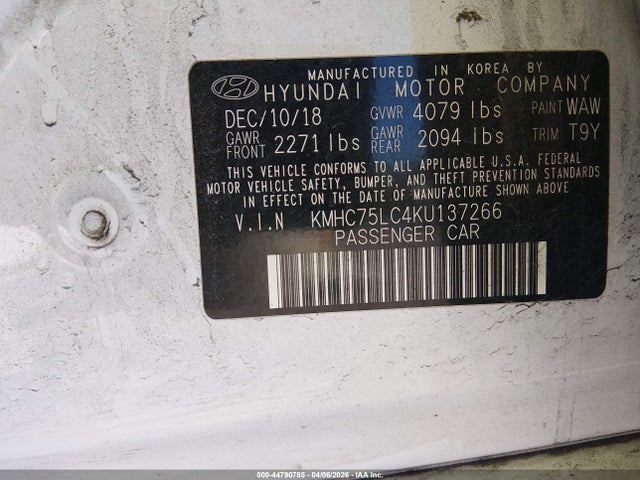 MANUFACTURED IN KOREA BY
HYUNDAI MOTOR COMPANY
DEC/10/18 GVWR 4079 lbs PAINT WAW
GAWR FRONT 2271 lbs GAWR REAR 2094 lbs TRIM T9Y
THIS VEHICLE CONFORMS TO ALL APPLICABLE U.S.A. FEDERAL
MOTOR VEHICLE SAFETY, BUMPER, AND THEFT PREVENTION STANDARDS
IN EFFECT ON THE DATE OF MANUFACTURE SHOWN ABOVE.
V.I.N KMHC75LC4KU137266
PASSENGER CAR
000-44790785 - 04/06/2026 - IAA Inc.